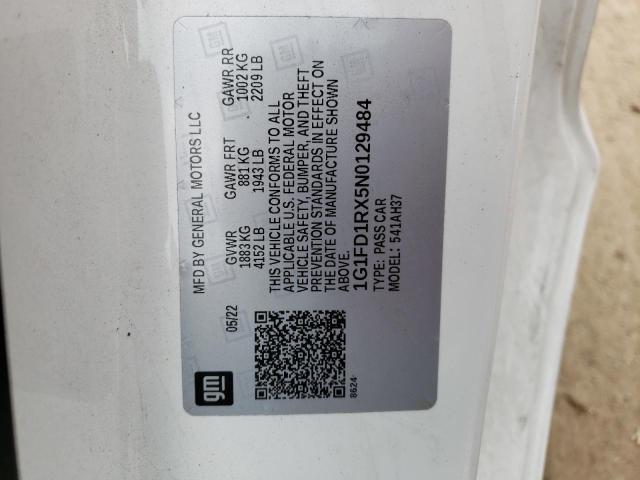 gm
MFD BY GENERAL MOTORS LLC
05/22 GVWR GAWR FRT GAWR RR
1883 KG 881 KG 1002 KG
4152 LB 1943 LB 2209 LB
THIS VEHICLE CONFORMS TO ALL
APPLICABLE U.S. FEDERAL MOTOR
VEHICLE SAFETY, BUMPER, AND THEFT
PREVENTION STANDARDS IN EFFECT ON
THE DATE OF MANUFACTURE SHOWN
ABOVE.
1G1FD1RX5N0129484
TYPE: PASS CAR
8624 MODEL: 541AH37